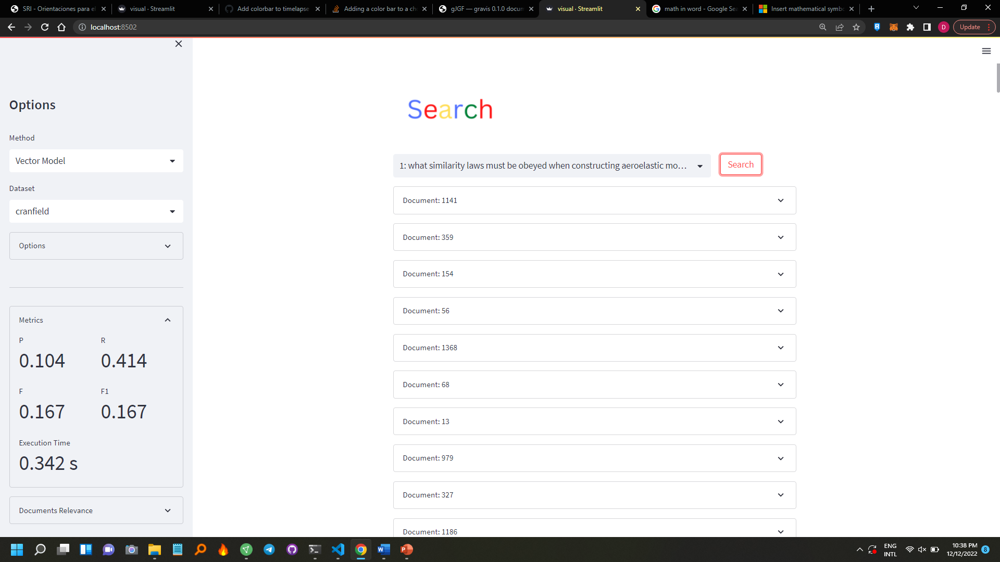 SRI - Orientaciones para el
visual · Streamlit
Add colorbar to timelapse
Adding a color bar to a cho
gJGF — gravis 0.1.0 docum
visual · Streamlit
math in word - Google Sea
Insert mathematical symbo
localhost:8502
D
Update
Options
Method
Vector Model
Dataset
cranfield
Options
Metrics
P
R
0.104
0.414
F
F1
0.167
0.167
Execution Time
0.342 s
Documents Relevance
Search
1: what similarity laws must be obeyed when constructing aeroelastic mo…
Search
Document: 1141
Document: 359
Document: 154
Document: 56
Document: 1368
Document: 68
Document: 13
Document: 979
Document: 327
Document: 1186
ENG
INTL
10:38 PM
12/12/2022
8